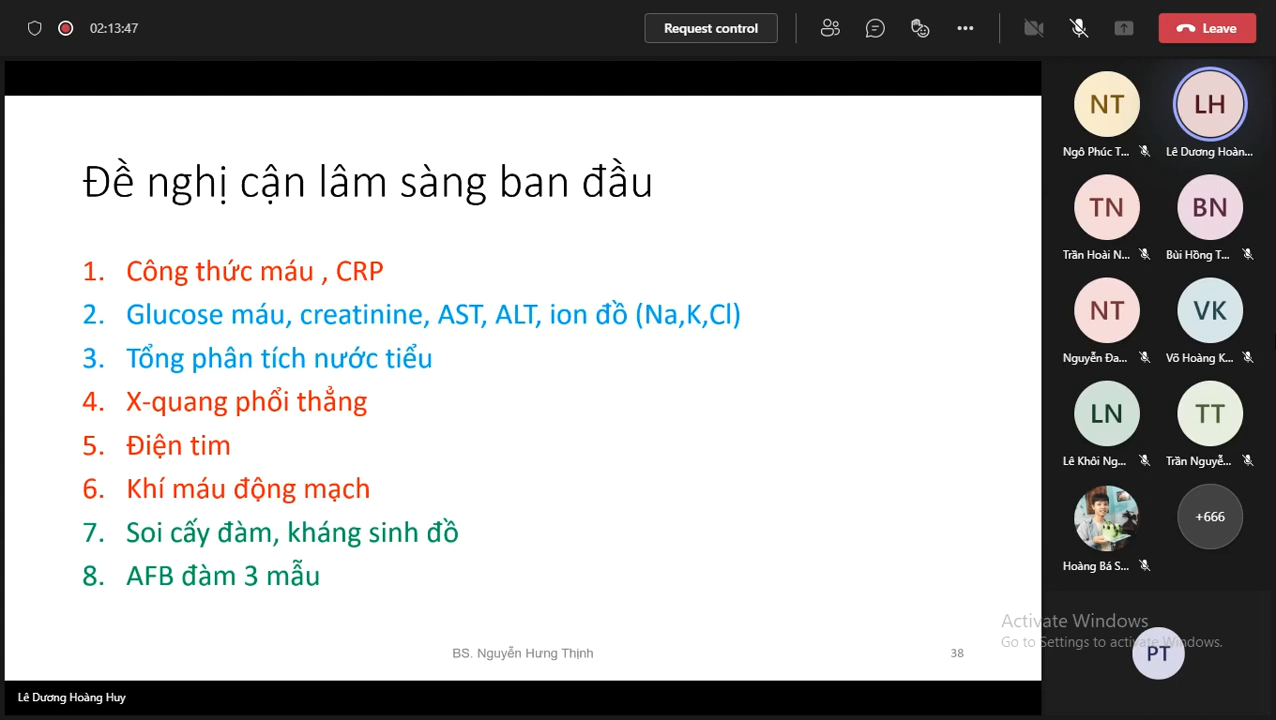 02:13:47
Request control
Leave
Đề nghị cận lâm sàng ban đầu
1. Công thức máu , CRP
2. Glucose máu, creatinine, AST, ALT, ion đồ (Na,K,Cl)
3. Tổng phân tích nước tiểu
4. X-quang phổi thẳng
5. Điện tim
6. Khí máu động mạch
7. Soi cấy đàm, kháng sinh đồ
8. AFB đàm 3 mẫu
BS. Nguyễn Hưng Thịnh
38
Lê Dương Hoàng Huy
NT
LH
Ngô Phúc T...
Lê Dương Hoàn...
TN
BN
Trần Hoài N...
Bùi Hồng T...
NT
VK
Nguyễn Đa...
Võ Hoàng K...
LN
TT
Lê Khôi Ng...
Trần Nguyễ...
+666
Hoàng Bá S...
Activate Windows
Go to Settings to activate Windows.
PT